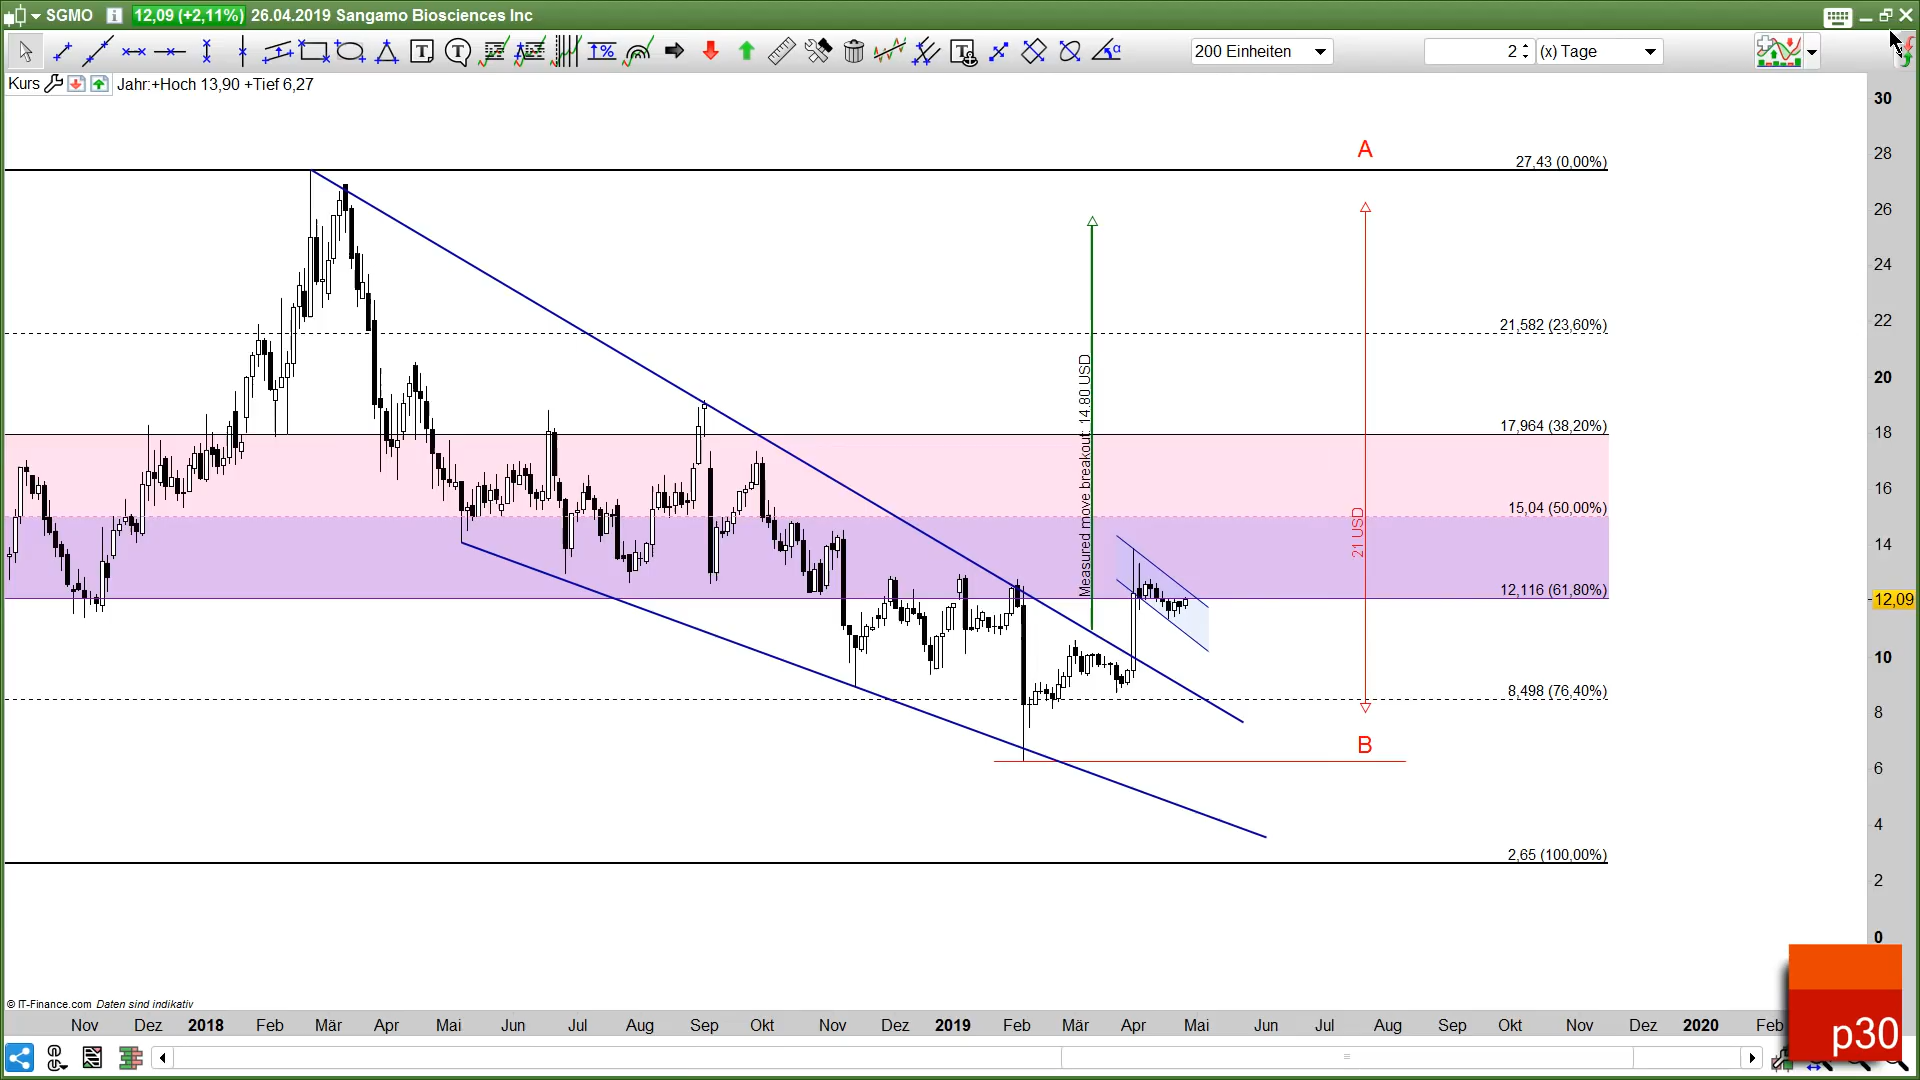 SGMO 12,09 (+2,11%) 26.04.2019 Sangamo Biosciences Inc
200 Einheiten 2 (x) Tage
Kurs Jahr:+Hoch 13,90 +Tief 6,27
30
A
28
27,43 (0,00%)
26
24
22
21,582 (23,60%)
20
18
17,964 (38,20%)
Measured move breakout: 14.80 USD
16
15,04 (50,00%)
21 USD
14
12,116 (61,80%)
12,09
10
8,498 (76,40%)
8
B
6
4
2,65 (100,00%)
2
0
© IT-Finance.com Daten sind indikativ
Nov Dez 2018 Feb Mär Apr Mai Jun Jul Aug Sep Okt Nov Dez 2019 Feb Mär Apr Mai Jun Jul Aug Sep Okt Nov Dez 2020 Feb
p30